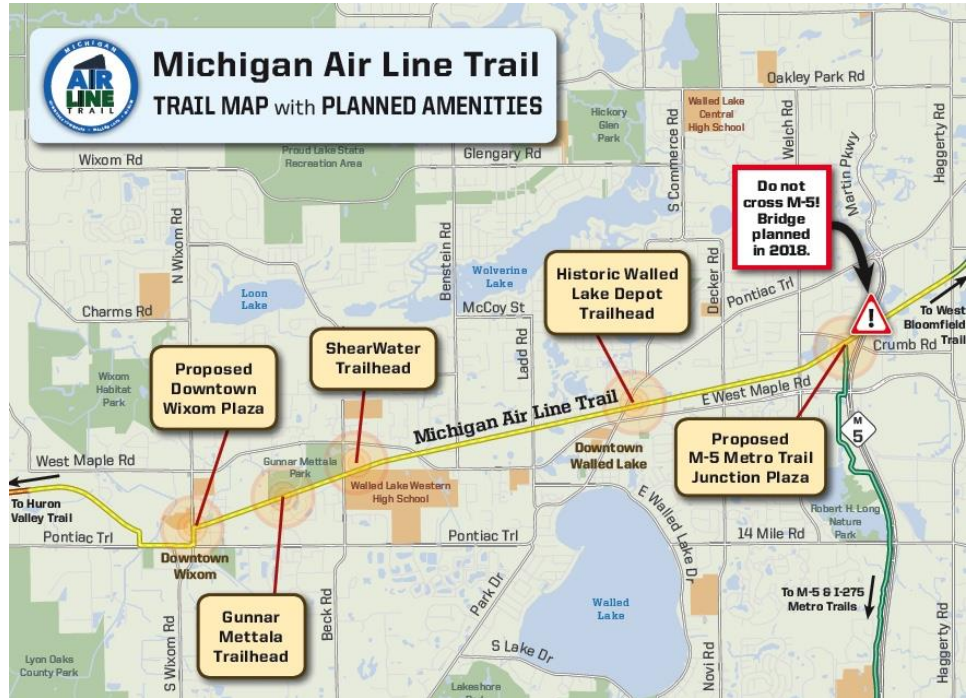 MICHIGAN
AIR
LINE
TRAIL
Michigan Air Line Trail
TRAIL MAP with PLANNED AMENITIES
Oakley Park Rd
Hickory
Glen
Park
Walled Lake
Central
High School
Welch Rd
Martin Pkwy
Haggerty Rd
Proud Lake State
Recreation Area
Wixom Rd
Glengary Rd
S Commerce Rd
Do not
cross M-5!
Bridge
planned
in 2018.
N Wixom Rd
Benstein Rd
Wolverine
Lake
Loon
Lake
Historic Walled
Lake Depot
Trailhead
Decker Rd
Pontiac Trl
McCoy St
Charms Rd
!
To West
Bloomfield
Trail
Crumb Rd
ShearWater
Trailhead
Ladd Rd
Proposed
Downtown
Wixom Plaza
Wixom
Habitat
Park
Michigan Air Line Trail
E West Maple Rd
M
5
Downtown
Walled Lake
Proposed
M-5 Metro Trail
Junction Plaza
West Maple Rd
Gunnar Mettala
Park
Walled Lake Western
High School
To Huron
Valley Trail
Pontiac Trl
Downtown
Wixom
Pontiac Trl
E Walled Lake Dr
14 Mile Rd
Robert H. Long
Nature
Park
Gunnar
Mettala
Trailhead
Beck Rd
Park Dr
Walled
Lake
To M-5 & I-275
Metro Trails
S Wixom Rd
S Lake Dr
Novi Rd
Haggerty Rd
Lyon Oaks
County Park
Lakeshore
Park